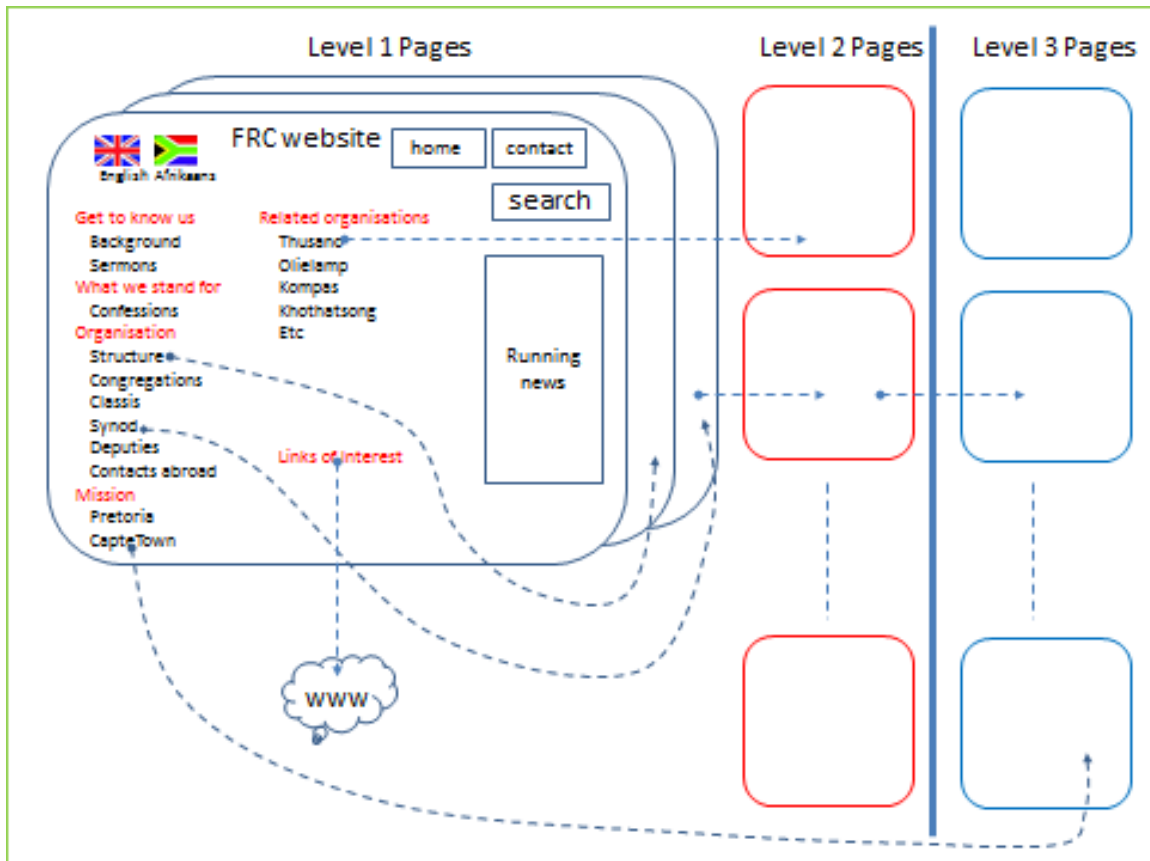 Level 1 Pages
Level 2 Pages
Level 3 Pages
FRC website
home
contact
English Afrikaans
search
Get to know us
Background
Sermons
What we stand for
Confessions
Organisation
Structure
Congregations
Classis
Synod
Deputies
Contacts abroad
Mission
Pretoria
CapteTown
Related organisations
Thusano
Olielamp
Kompas
Khothatsong
Etc
Links of Interest
Running
news
www